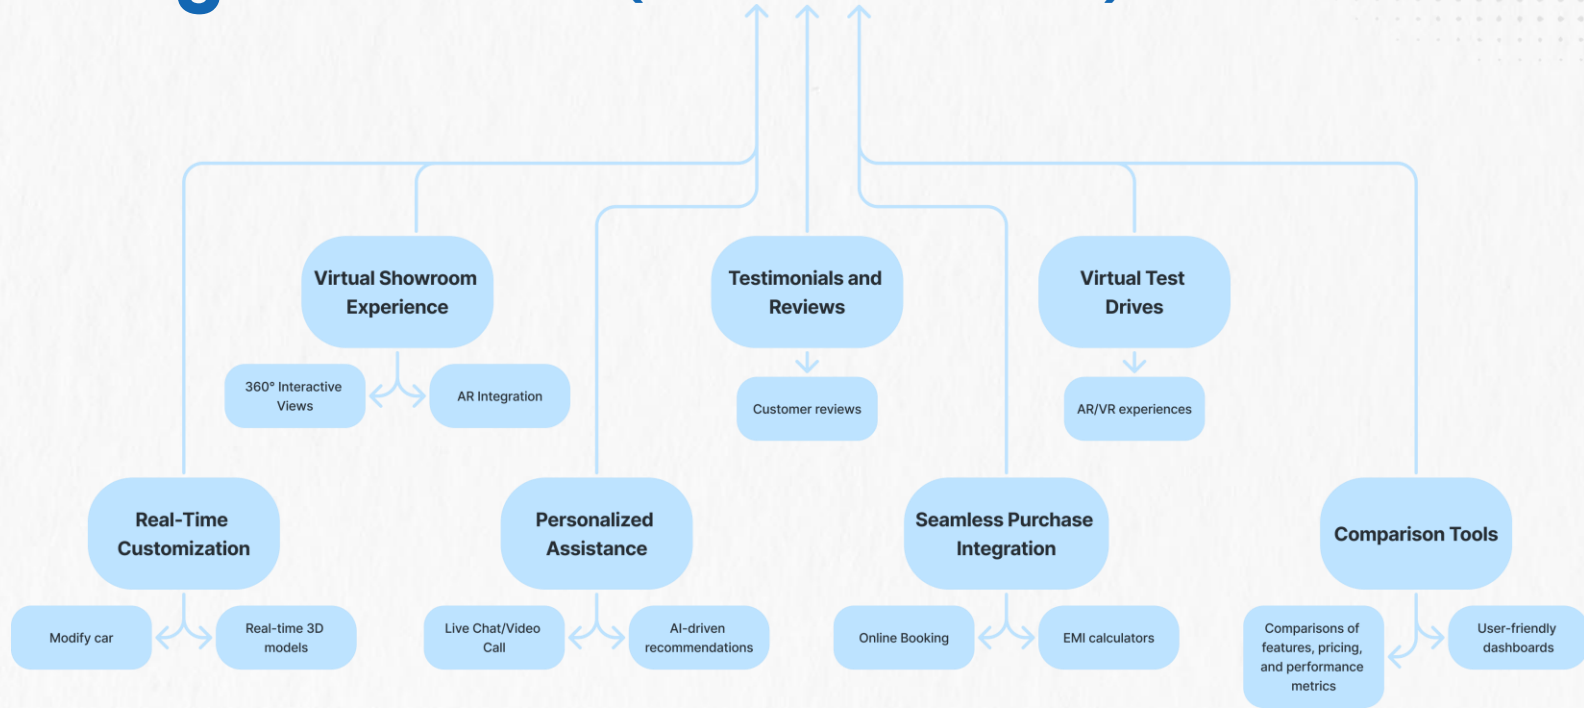 Virtual Showroom
Experience
Testimonials and
Reviews
Virtual Test
Drives
360° Interactive
Views
AR Integration
Customer reviews
AR/VR experiences
Real-Time
Customization
Personalized
Assistance
Seamless Purchase
Integration
Comparison Tools
Modify car
Real-time 3D
models
Live Chat/Video
Call
AI-driven
recommendations
Online Booking
EMI calculators
Comparisons of
features, pricing,
and performance
metrics
User-friendly
dashboards